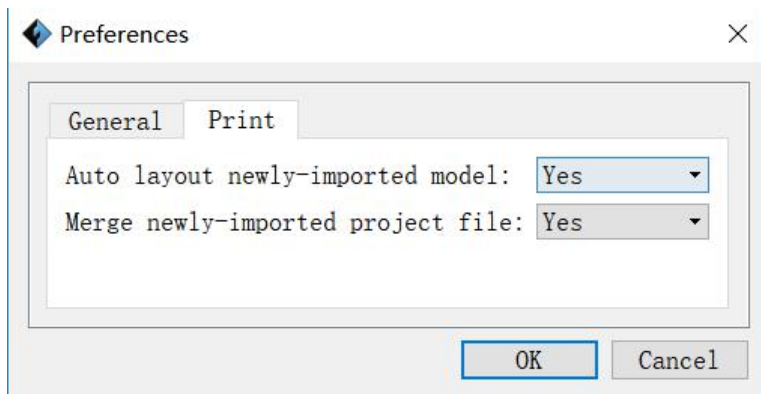 Preferences
General Print
Auto layout newly-imported model: Yes
Merge newly-imported project file: Yes
OK Cancel